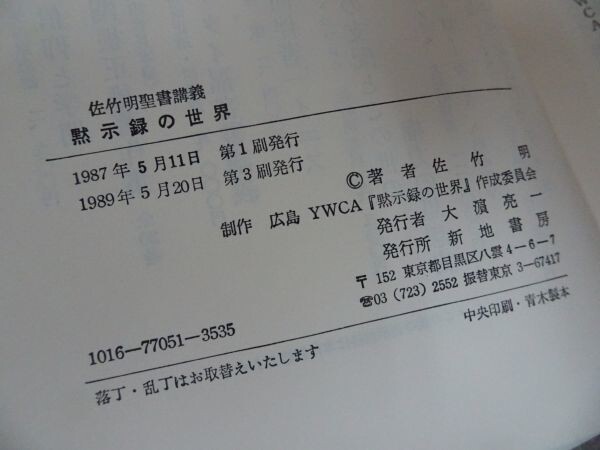 佐竹明聖書講義
黙示録の世界
1987年 5月11日 第1刷発行
1989年 5月20日 第3刷発行
©著者 佐竹 明
制作 広島 YWCA『黙示録の世界』作成委員会
発行者 大濵亮一
発行所 新地書房
〒152 東京都目黒区八雲4－6－7
☎03 (723) 2552 振替東京 3－67417
1016－77051－3535
中央印刷・青木製本
落丁・乱丁はお取替えいたします